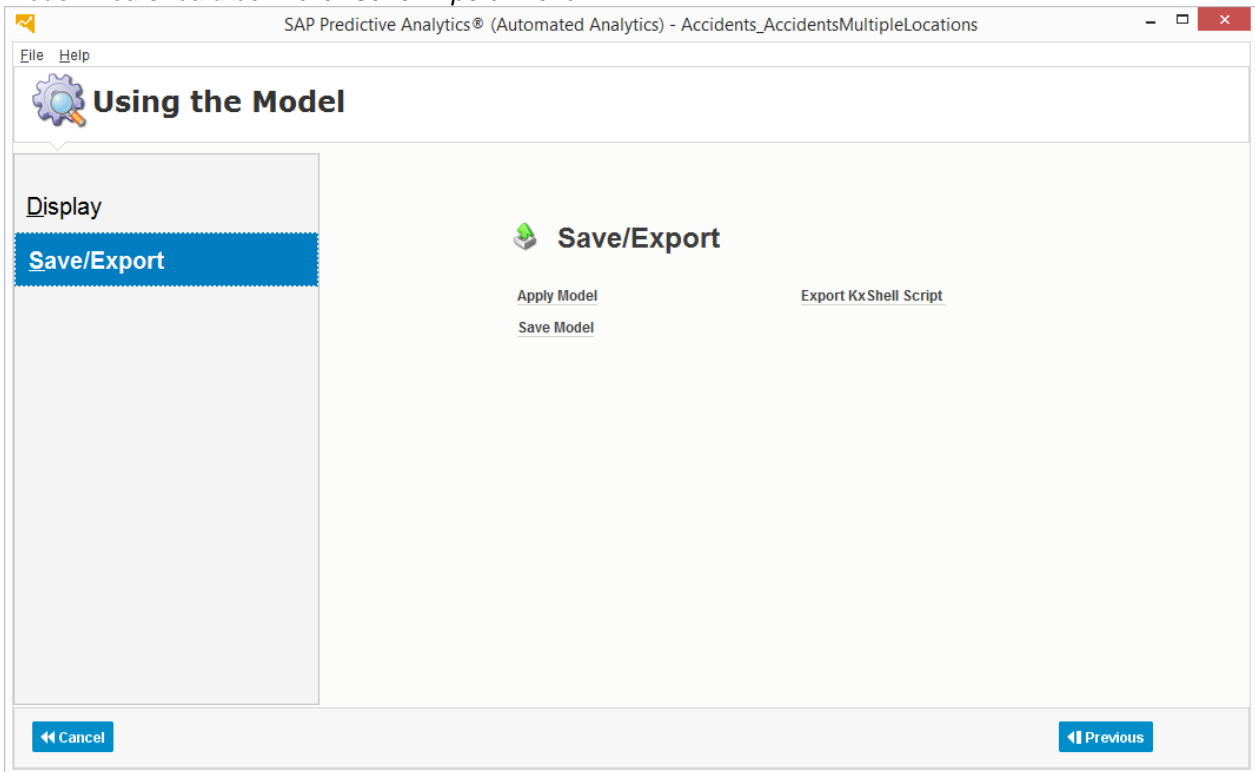 SAP Predictive Analytics® (Automated Analytics) - Accidents_AccidentsMultipleLocations
File Help
Using the Model
Display
Save/Export
Save/Export
Apply Model
Export KxShell Script
Save Model
Cancel
Previous